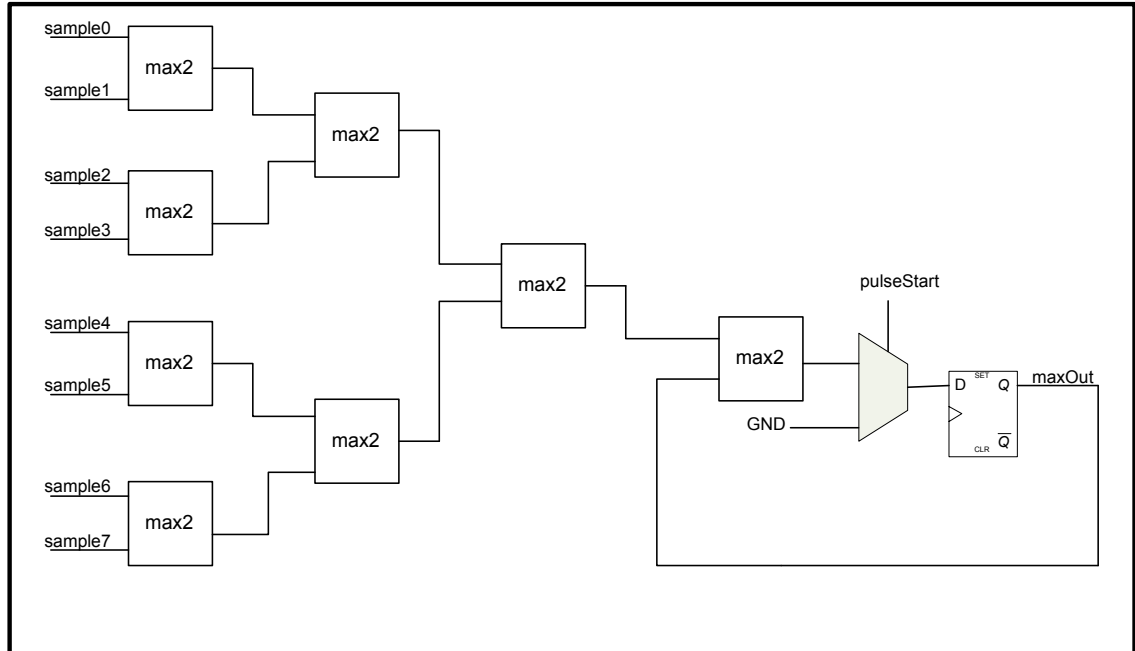 sample0
max2
sample1
max2
sample2
max2
sample3
max2
pulseStart
sample4
max2
max2
sample5
SET
D Q
maxOut
GND
max2
Q
CLR
sample6
max2
sample7